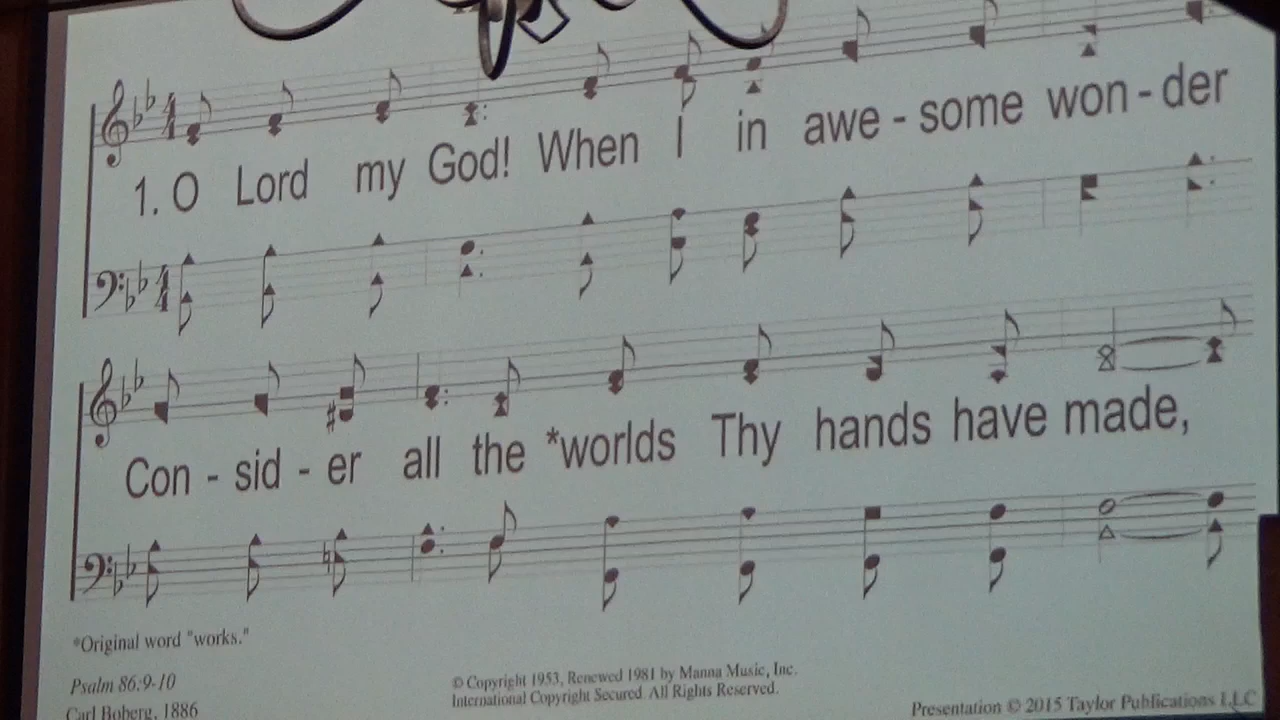 1. O Lord my God! When I in awe - some won - der
Con - sid - er all the *worlds Thy hands have made,
*Original word "works."
Psalm 86:9-10
Carl Boberg, 1886
© Copyright 1953, Renewed 1981 by Manna Music, Inc.
International Copyright Secured. All Rights Reserved.
Presentation © 2015 Taylor Publications LLC